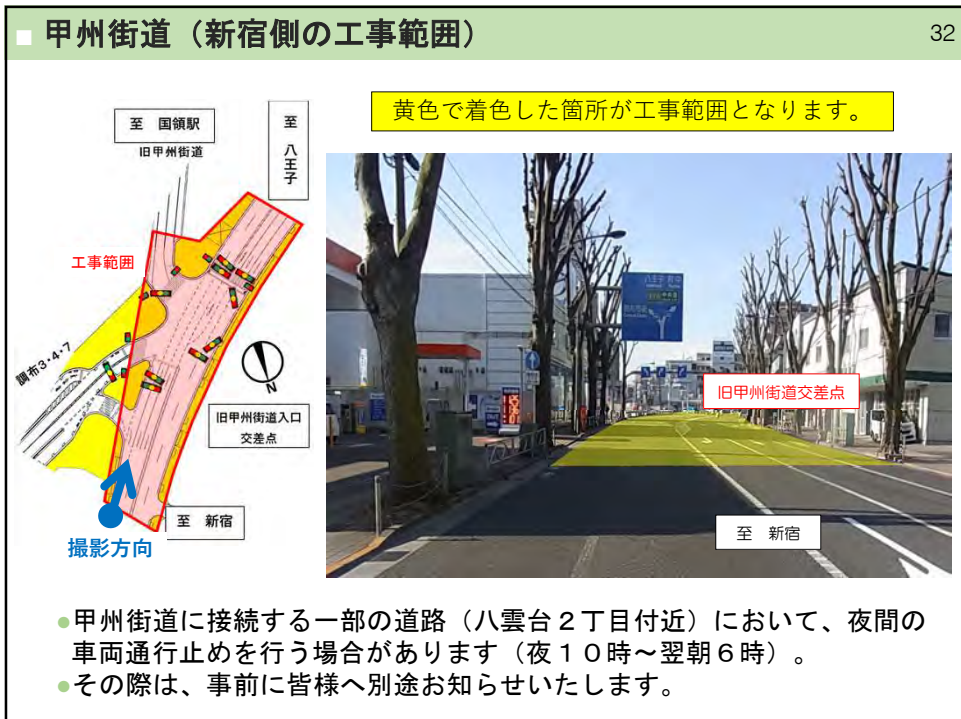 ■ 甲州街道（新宿側の工事範囲）
32
至 国領駅
旧甲州街道
至 八王子
工事範囲
調布3・4・7
N
旧甲州街道入口
交差点
至 新宿
撮影方向
黄色で着色した箇所が工事範囲となります。
旧甲州街道交差点
至 新宿
●甲州街道に接続する一部の道路（八雲台２丁目付近）において、夜間の
車両通行止めを行う場合があります（夜１０時～翌朝６時）。
●その際は、事前に皆様へ別途お知らせいたします。